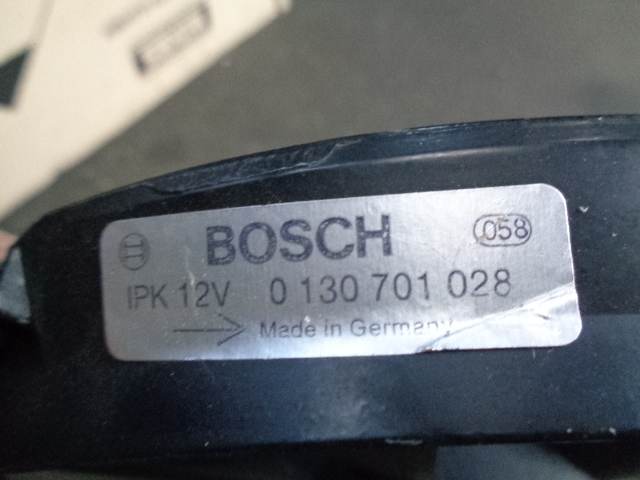 BOSCH 058
IPK 12V 0 130 701 028
Made in Germany